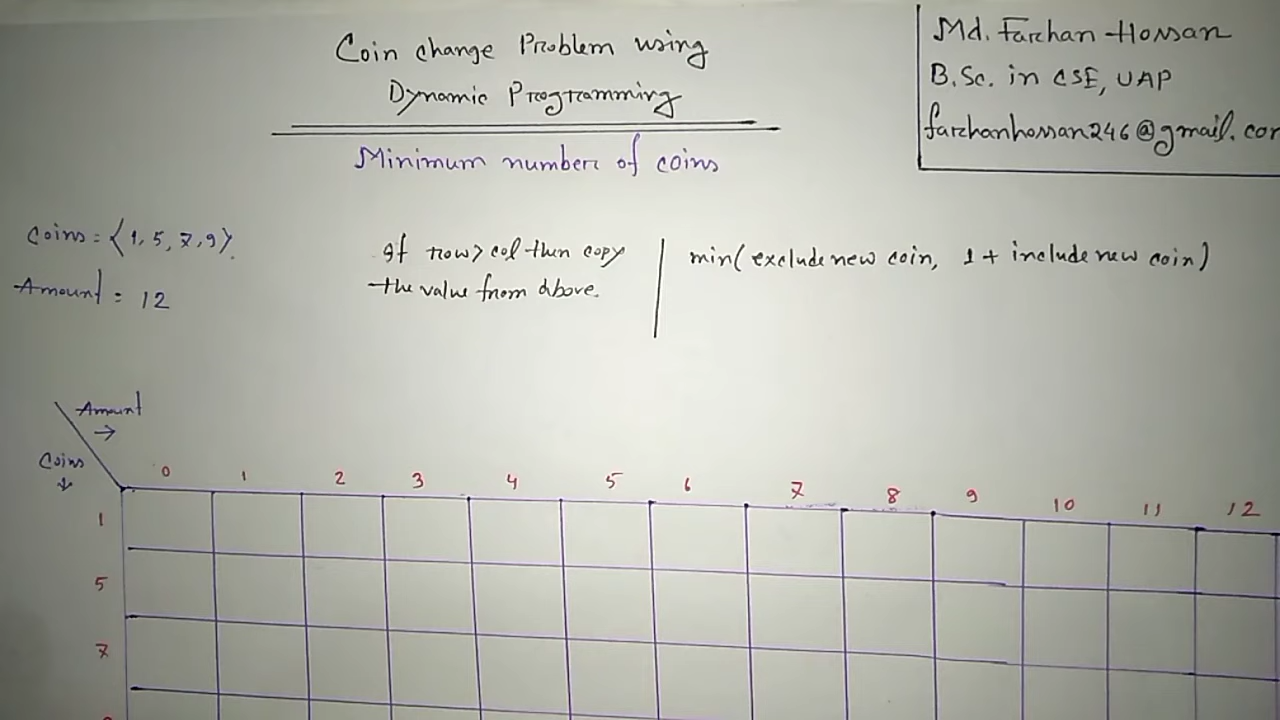 Coin change Problem using
Dynamic Programming
Minimum number of coins
Md. Farhan Hossan
B.Sc. in CSE, UAP
farhanhossan246@gmail.com
Coins = {1, 5, 7, 9}
Amount = 12
If row > col then copy
the value from above.
min(exclude new coin, 1 + include new coin)
Amount →
Coins ↓
0 1 2 3 4 5 6 7 8 9 10 11 12
1
5
7